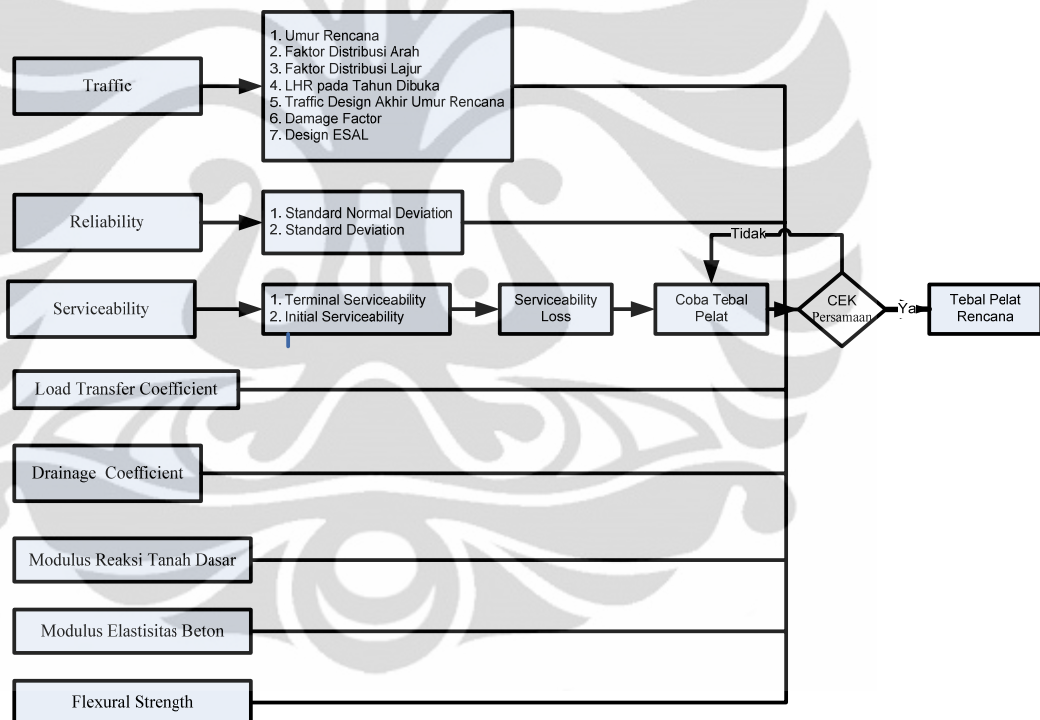 Traffic
1. Umur Rencana
2. Faktor Distribusi Arah
3. Faktor Distribusi Lajur
4. LHR pada Tahun Dibuka
5. Traffic Design Akhir Umur Rencana
6. Damage Factor
7. Design ESAL
Reliability
1. Standard Normal Deviation
2. Standard Deviation
Tidak
Serviceability
1. Terminal Serviceability
2. Initial Serviceability
Serviceability
Loss
Coba Tebal
Pelat
CEK
Persamaan
Ya
Tebal Pelat
Rencana
Load Transfer Coefficient
Drainage Coefficient
Modulus Reaksi Tanah Dasar
Modulus Elastisitas Beton
Flexural Strength